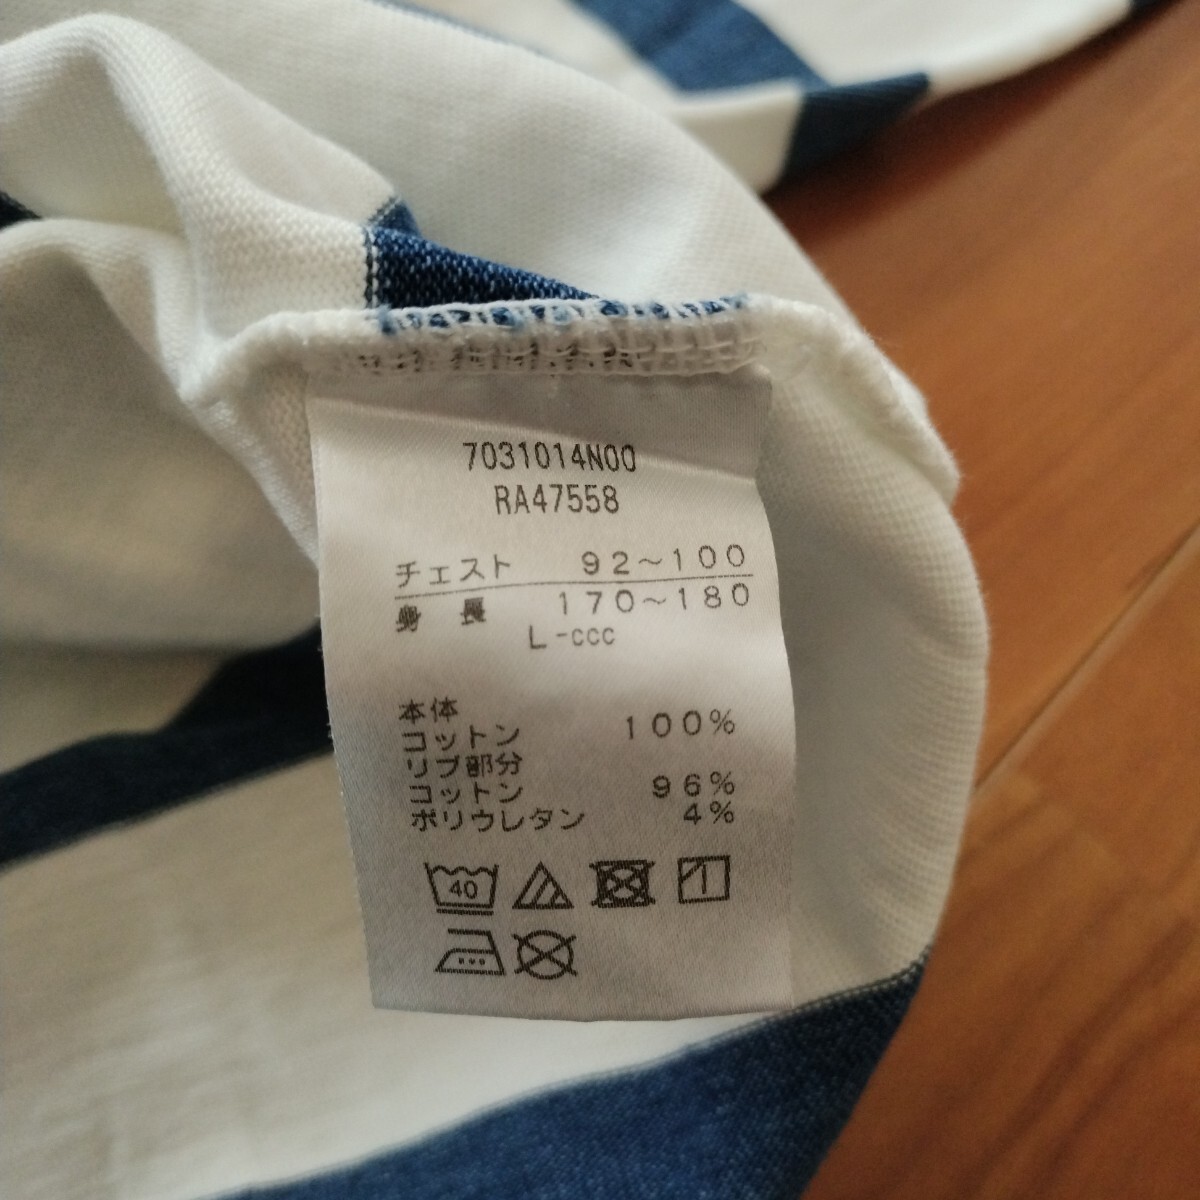 7031014N00
RA47558
チェスト 92~100
身長 170~180
L-ccc
本体
コットン 100%
リブ部分
コットン 96%
ポリウレタン 4%
40